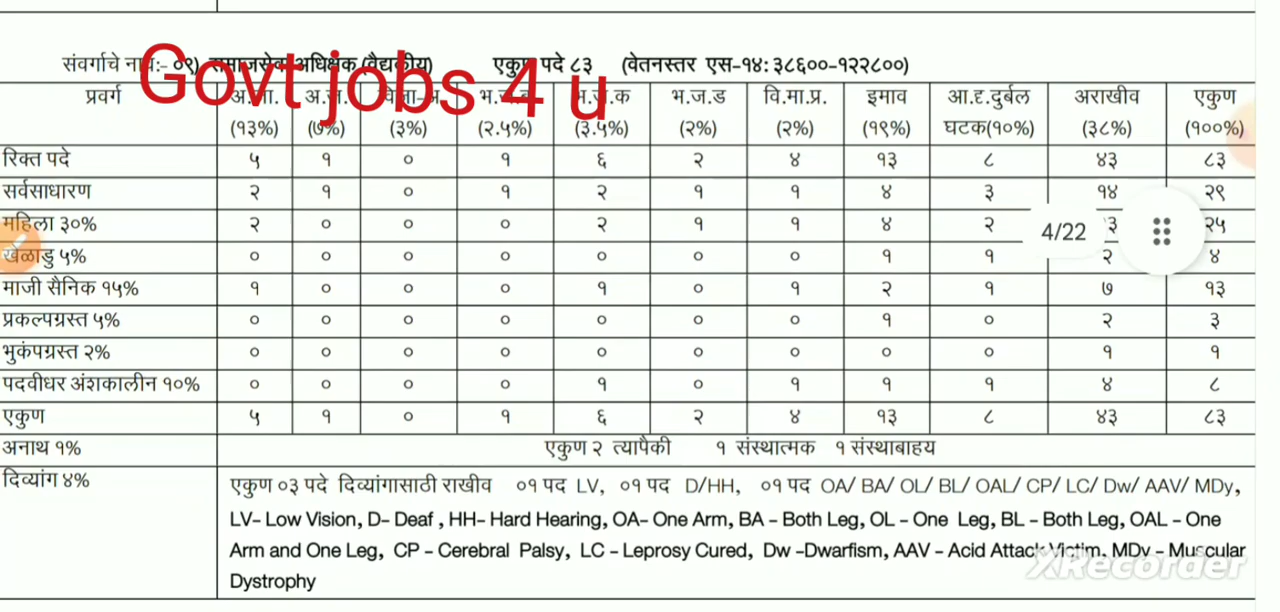 संवर्गाचे नाव:- ०९) समाजसेवा अधिक्षक (वैद्यकीय) एकुण पदे ८३ (वेतनस्तर एस-१४: ३८६००-१२२८००)
Govt jobs 4 u
प्रवर्ग अ.जा. अ.ज. भ.ज.क भ.ज.ड वि.मा.प्र. इमाव आ.दृ.दुर्बल अराखीव एकुण
(१३%) (७%) (३%) (२.५%) (३.५%) (२%) (२%) (१९%) घटक(१०%) (३८%) (१००%)
रिक्त पदे ५ १ ० १ ६ २ ४ १३ ८ ४३ ८३
सर्वसाधारण २ १ ० १ २ १ १ ४ ३ १४ २९
महिला ३०% २ ० ० ० २ १ १ ४ २ २५
4/22
खेळाडु ५% ० ० ० ० ० ० ० १ १ २ ४
माजी सैनिक १५% १ ० ० ० १ ० १ २ १ ७ १३
प्रकल्पग्रस्त ५% ० ० ० ० ० ० ० १ ० २ ३
भुकंपग्रस्त २% ० ० ० ० ० ० ० ० ० १ १
पदवीधर अंशकालीन १०% ० ० ० ० १ ० १ १ १ ४ ८
एकुण ५ १ ० १ ६ २ ४ १३ ८ ४३ ८३
अनाथ १% एकुण २ त्यापैकी १ संस्थात्मक १ संस्थाबाहय
दिव्यांग ४% एकुण ०३ पदे दिव्यांगासाठी राखीव ०१ पद LV, ०१ पद D/HH, ०१ पद OA/ BA/ OL/ BL/ OAL/ CP/ LC/ Dw/ AAV/ MDy,
LV- Low Vision, D- Deaf , HH- Hard Hearing, OA- One Arm, BA - Both Leg, OL - One Leg, BL - Both Leg, OAL - One
Arm and One Leg, CP - Cerebral Palsy, LC - Leprosy Cured, Dw -Dwarfism, AAV - Acid Attack Victim, MDy - Muscular
Dystrophy
XRecorder